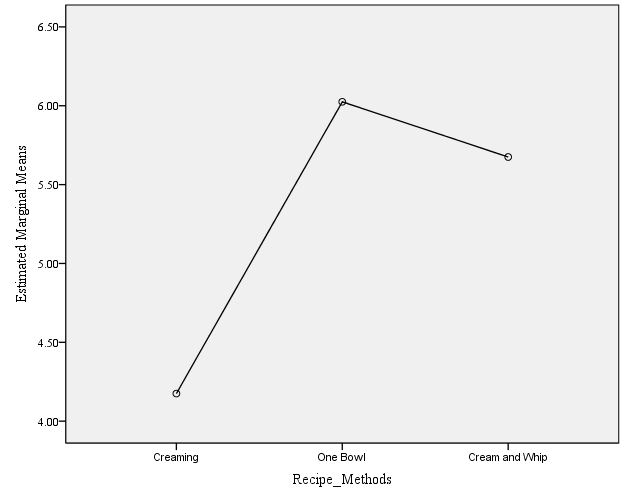 6.50
6.00
5.50
5.00
4.50
4.00
Estimated Marginal Means
Creaming
One Bowl
Cream and Whip
Recipe_Methods